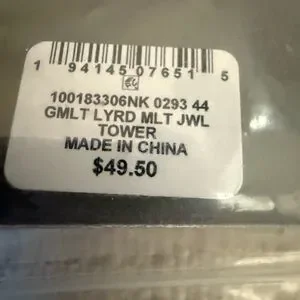 1 94145 07651 5
100183306NK 0293 44
GMLT LYRD MLT JWL
TOWER
MADE IN CHINA
$49.50